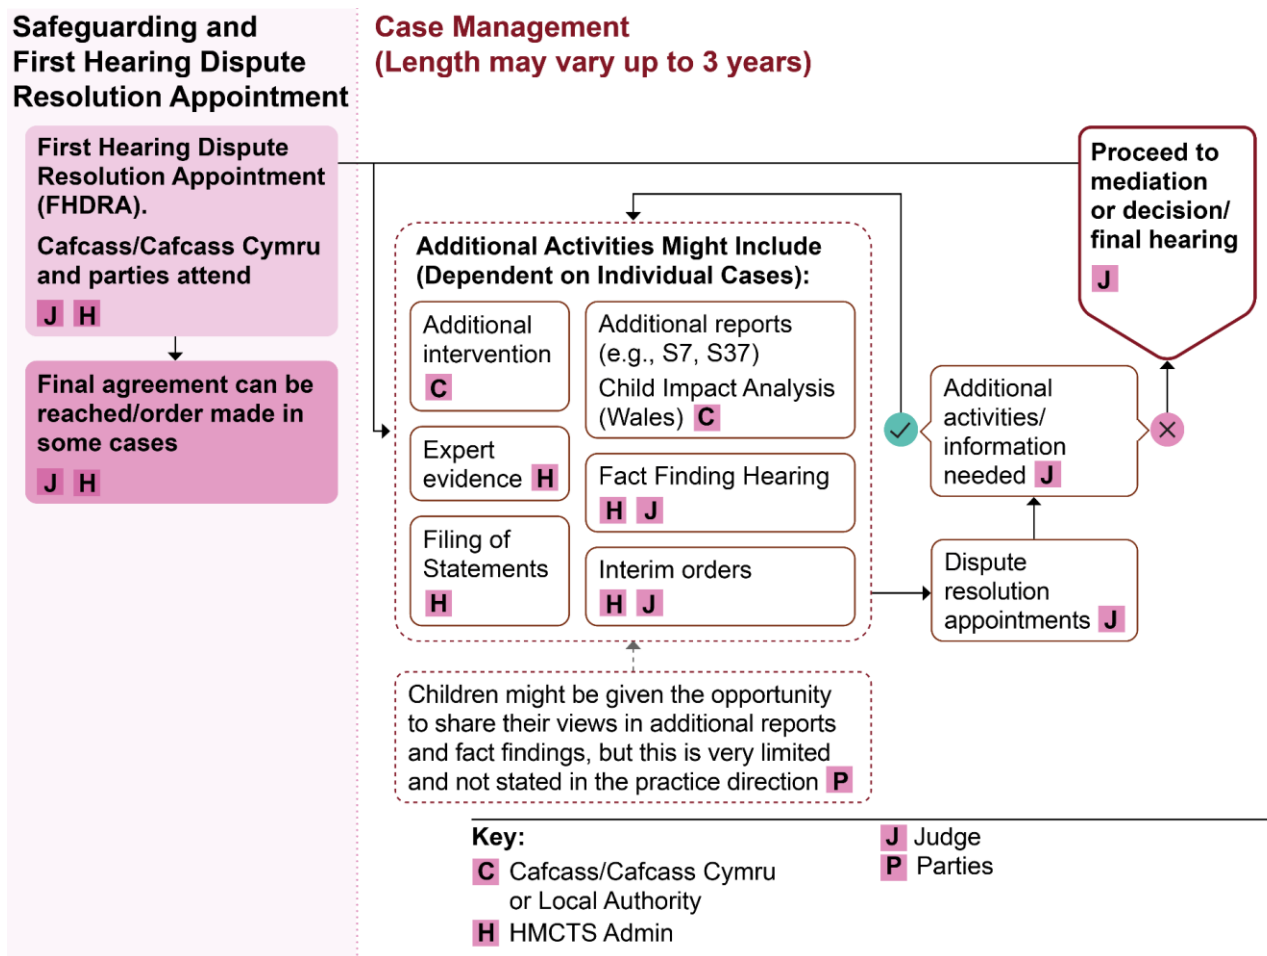 Safeguarding and
First Hearing Dispute
Resolution Appointment
First Hearing Dispute
Resolution Appointment
(FHDRA).
Cafcass/Cafcass Cymru
and parties attend
J H
Final agreement can be
reached/order made in
some cases
J H
Case Management
(Length may vary up to 3 years)
Additional Activities Might Include
(Dependent on Individual Cases):
Additional
intervention
C
Expert
evidence H
Filing of
Statements
H
Additional reports
(e.g., S7, S37)
Child Impact Analysis
(Wales) C
Fact Finding Hearing
H J
Interim orders
H J
Children might be given the opportunity
to share their views in additional reports
and fact findings, but this is very limited
and not stated in the practice direction P
Dispute
resolution
appointments J
Additional
activities/
information
needed J
Proceed to
mediation
or decision/
final hearing
J
Key:
C Cafcass/Cafcass Cymru
or Local Authority
H HMCTS Admin
J Judge
P Parties